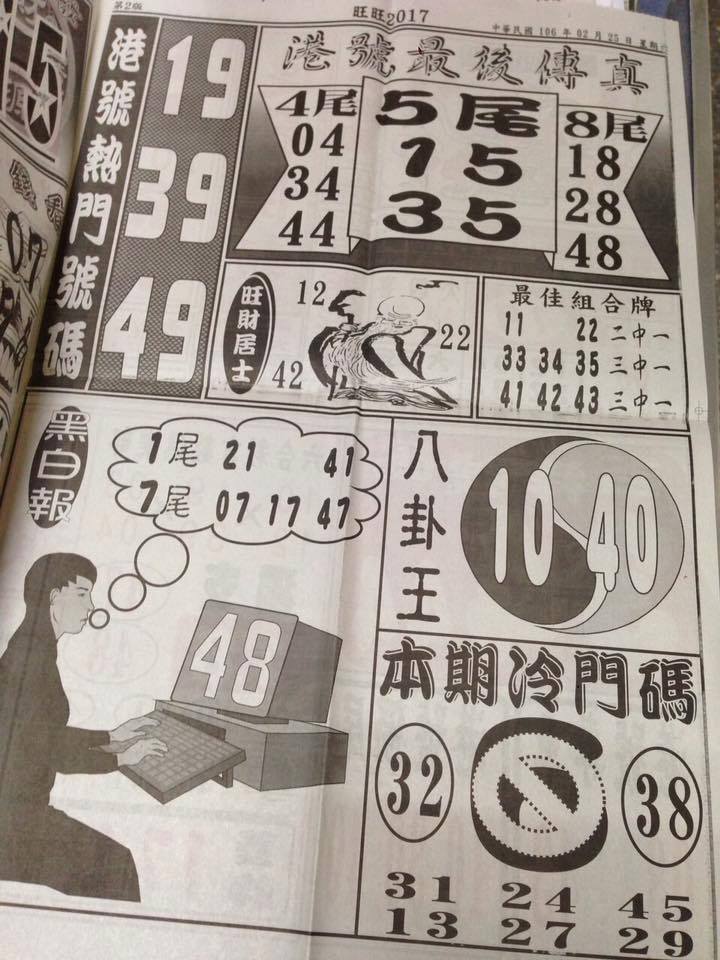 第2版
旺旺2017
中華民國 106 年 02 月 25 日 星期六
港號熱門號碼
19
39
49
港號最後傳真
4尾
04
34
44
5尾
15
35
8尾
18
28
48
旺財居士
12
22
42
最佳組合牌
11 22 二中一
33 34 35 三中一
41 42 43 三中一
黑白報
1尾 21 41
7尾 07 17 47
48
八卦王
10 40
本期冷門碼
32
38
31 24 45
13 27 29